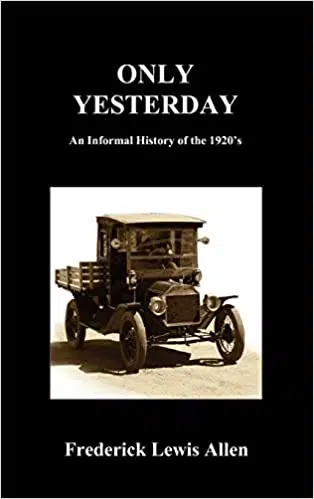 ONLY
YESTERDAY
An Informal History of the 1920's
Frederick Lewis Allen